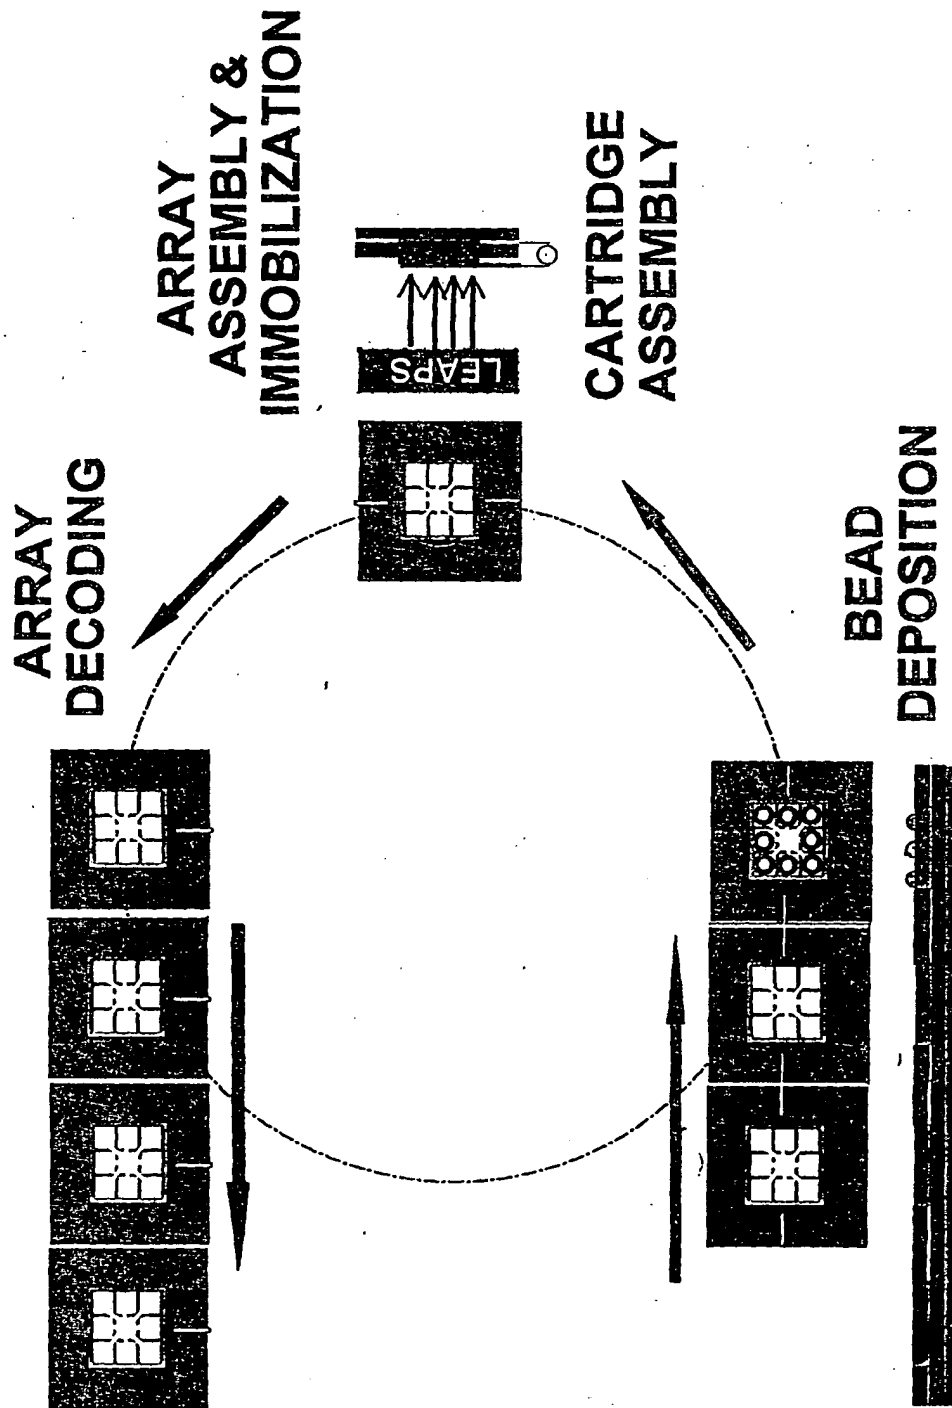 ARRAY
DECODING
ARRAY
ASSEMBLY &
IMMOBILIZATION
LEAPS
CARTRIDGE
ASSEMBLY
BEAD
DEPOSITION